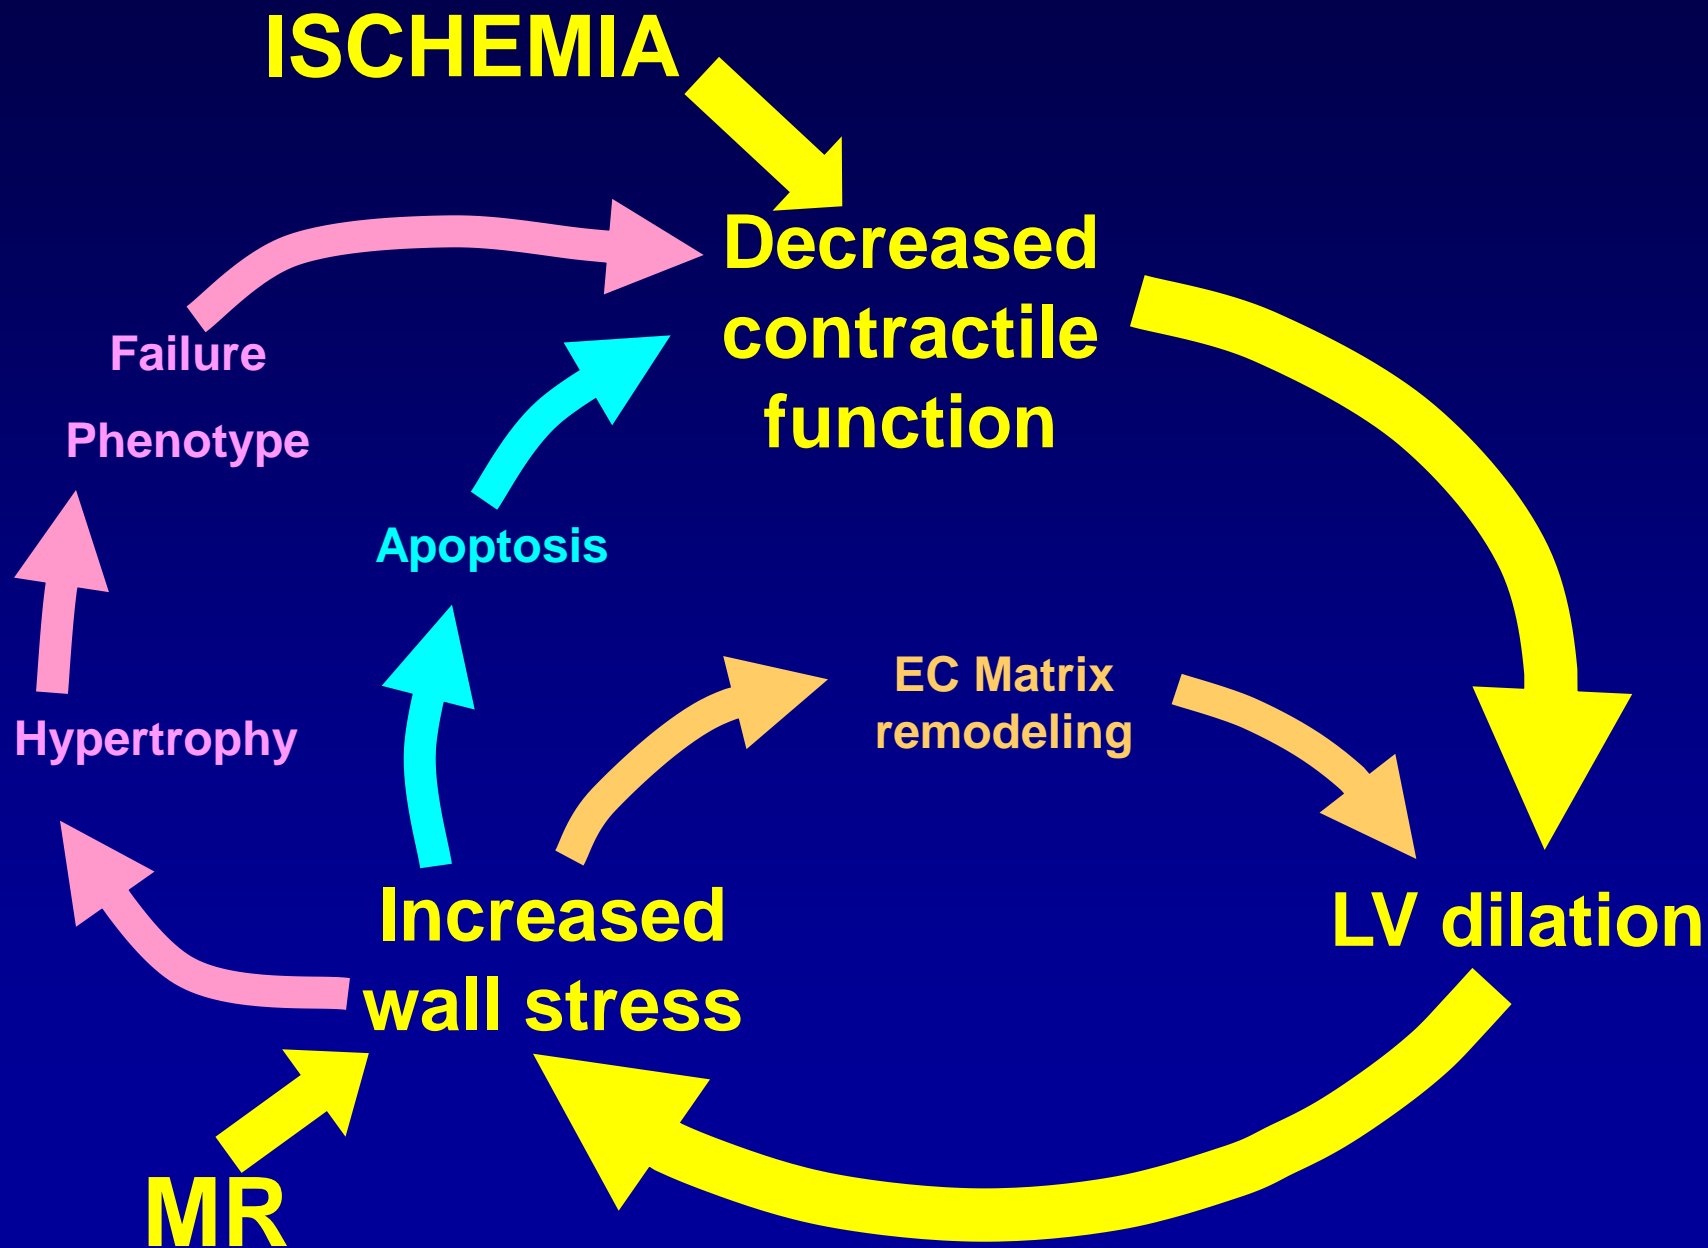 ISCHEMIA
Decreased
contractile
function
Failure
Phenotype
Apoptosis
EC Matrix
remodeling
Hypertrophy
Increased
wall stress
LV dilation
MR